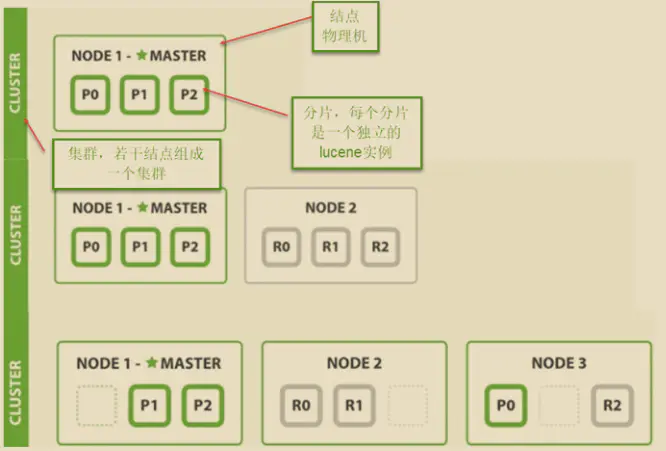 结点
物理机
CLUSTER
NODE 1 - ★MASTER
P0 P1 P2
分片，每个分片
是一个独立的
lucene实例
集群，若干结点组成
一个集群
CLUSTER
NODE 1 - ★MASTER
P0 P1 P2
NODE 2
R0 R1 R2
CLUSTER
NODE 1 - ★MASTER
P1 P2
NODE 2
R0 R1
NODE 3
P0 R2